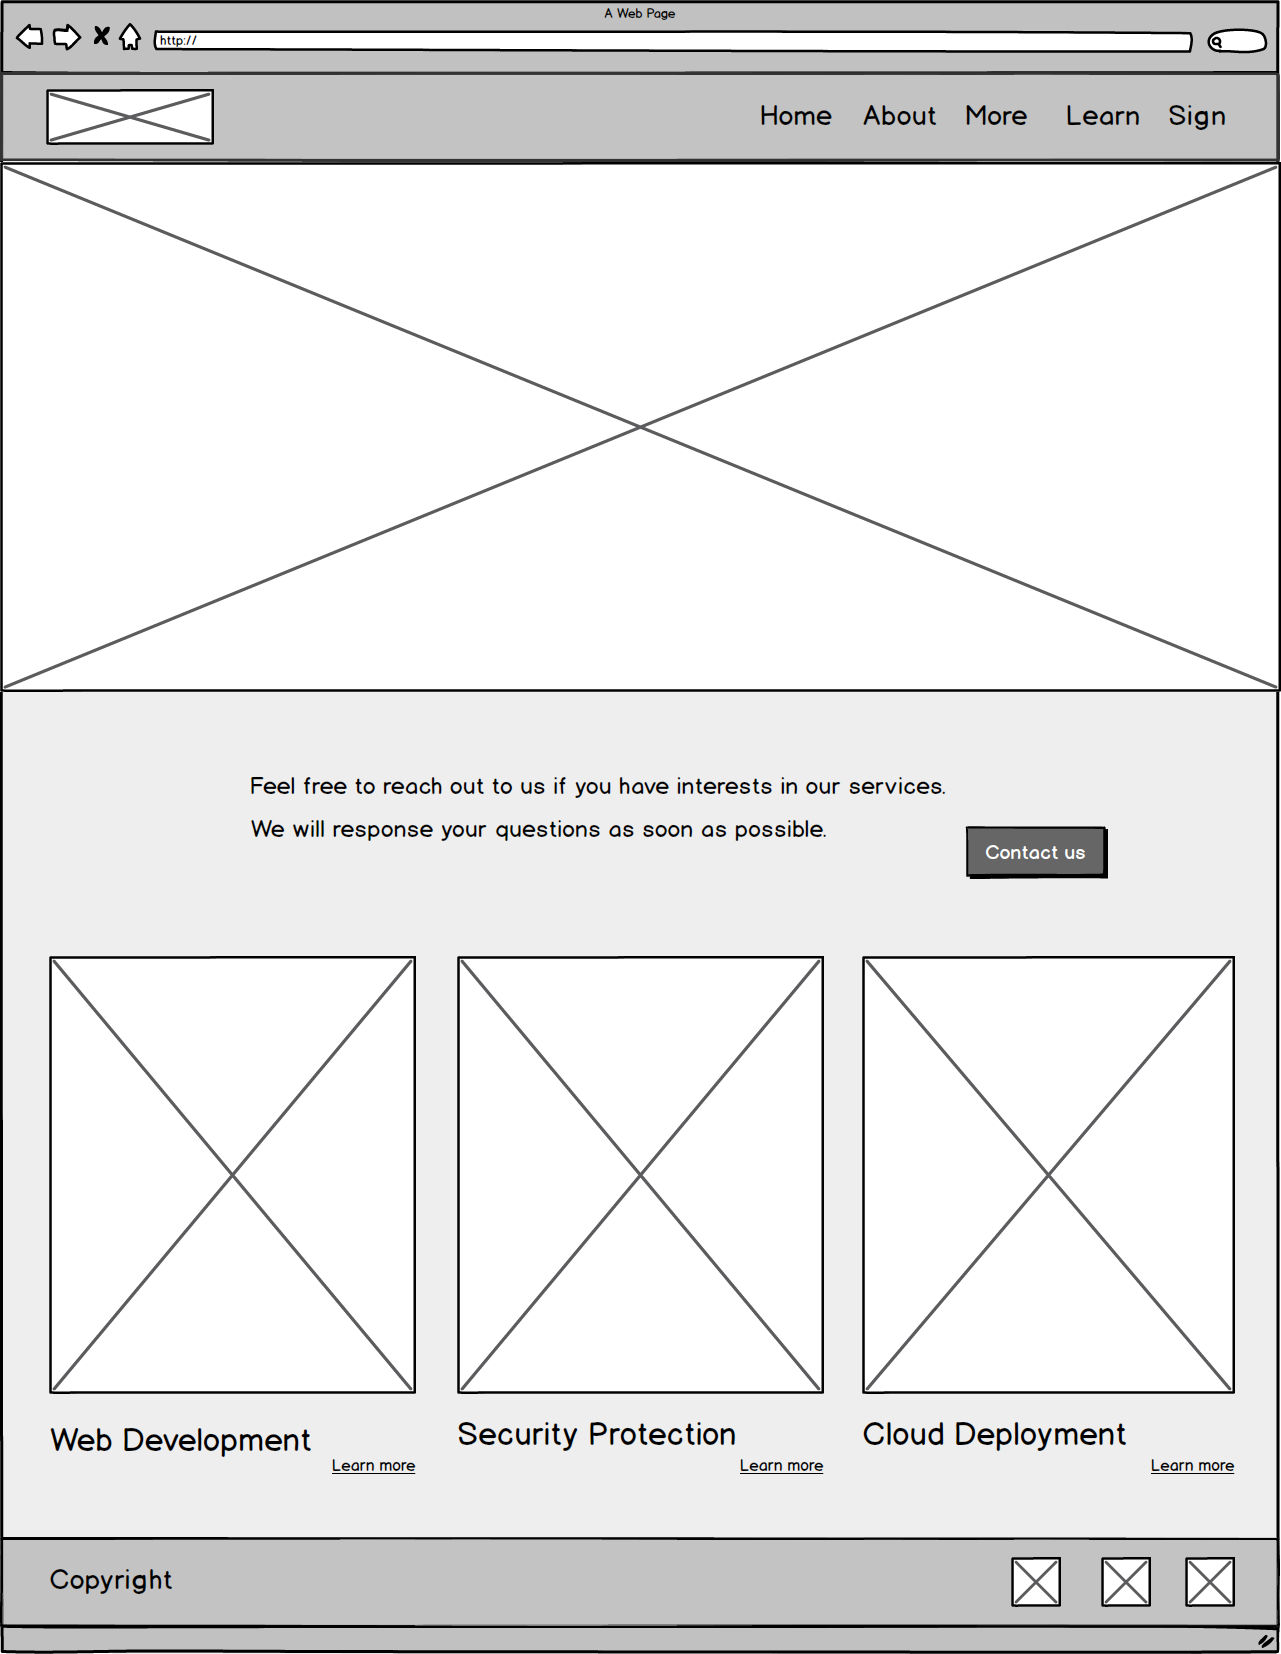 A Web Page
http://
Home About More Learn Sign
Feel free to reach out to us if you have interests in our services.
We will response your questions as soon as possible.
Contact us
Web Development
Learn more
Security Protection
Learn more
Cloud Deployment
Learn more
Copyright